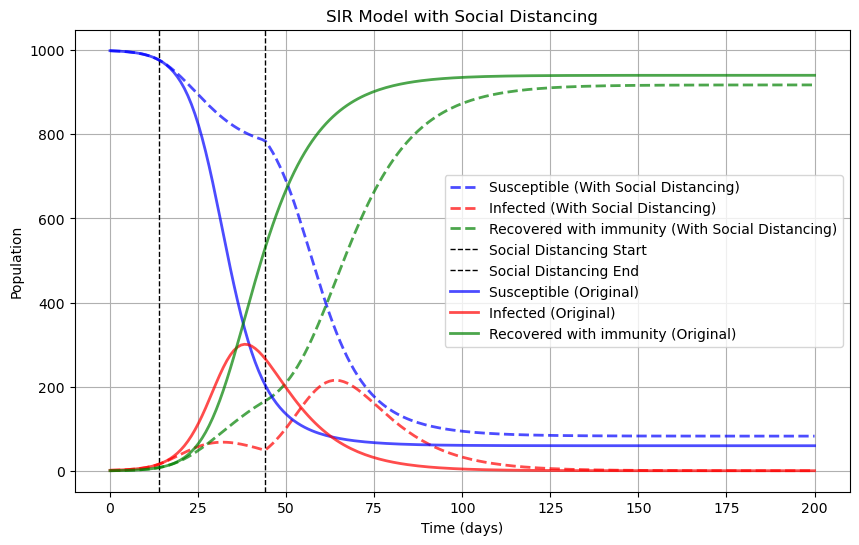 SIR Model with Social Distancing
1000
800
600
400
200
0
Population
Susceptible (With Social Distancing)
Infected (With Social Distancing)
Recovered with immunity (With Social Distancing)
Social Distancing Start
Social Distancing End
Susceptible (Original)
Infected (Original)
Recovered with immunity (Original)
0 25 50 75 100 125 150 175 200
Time (days)